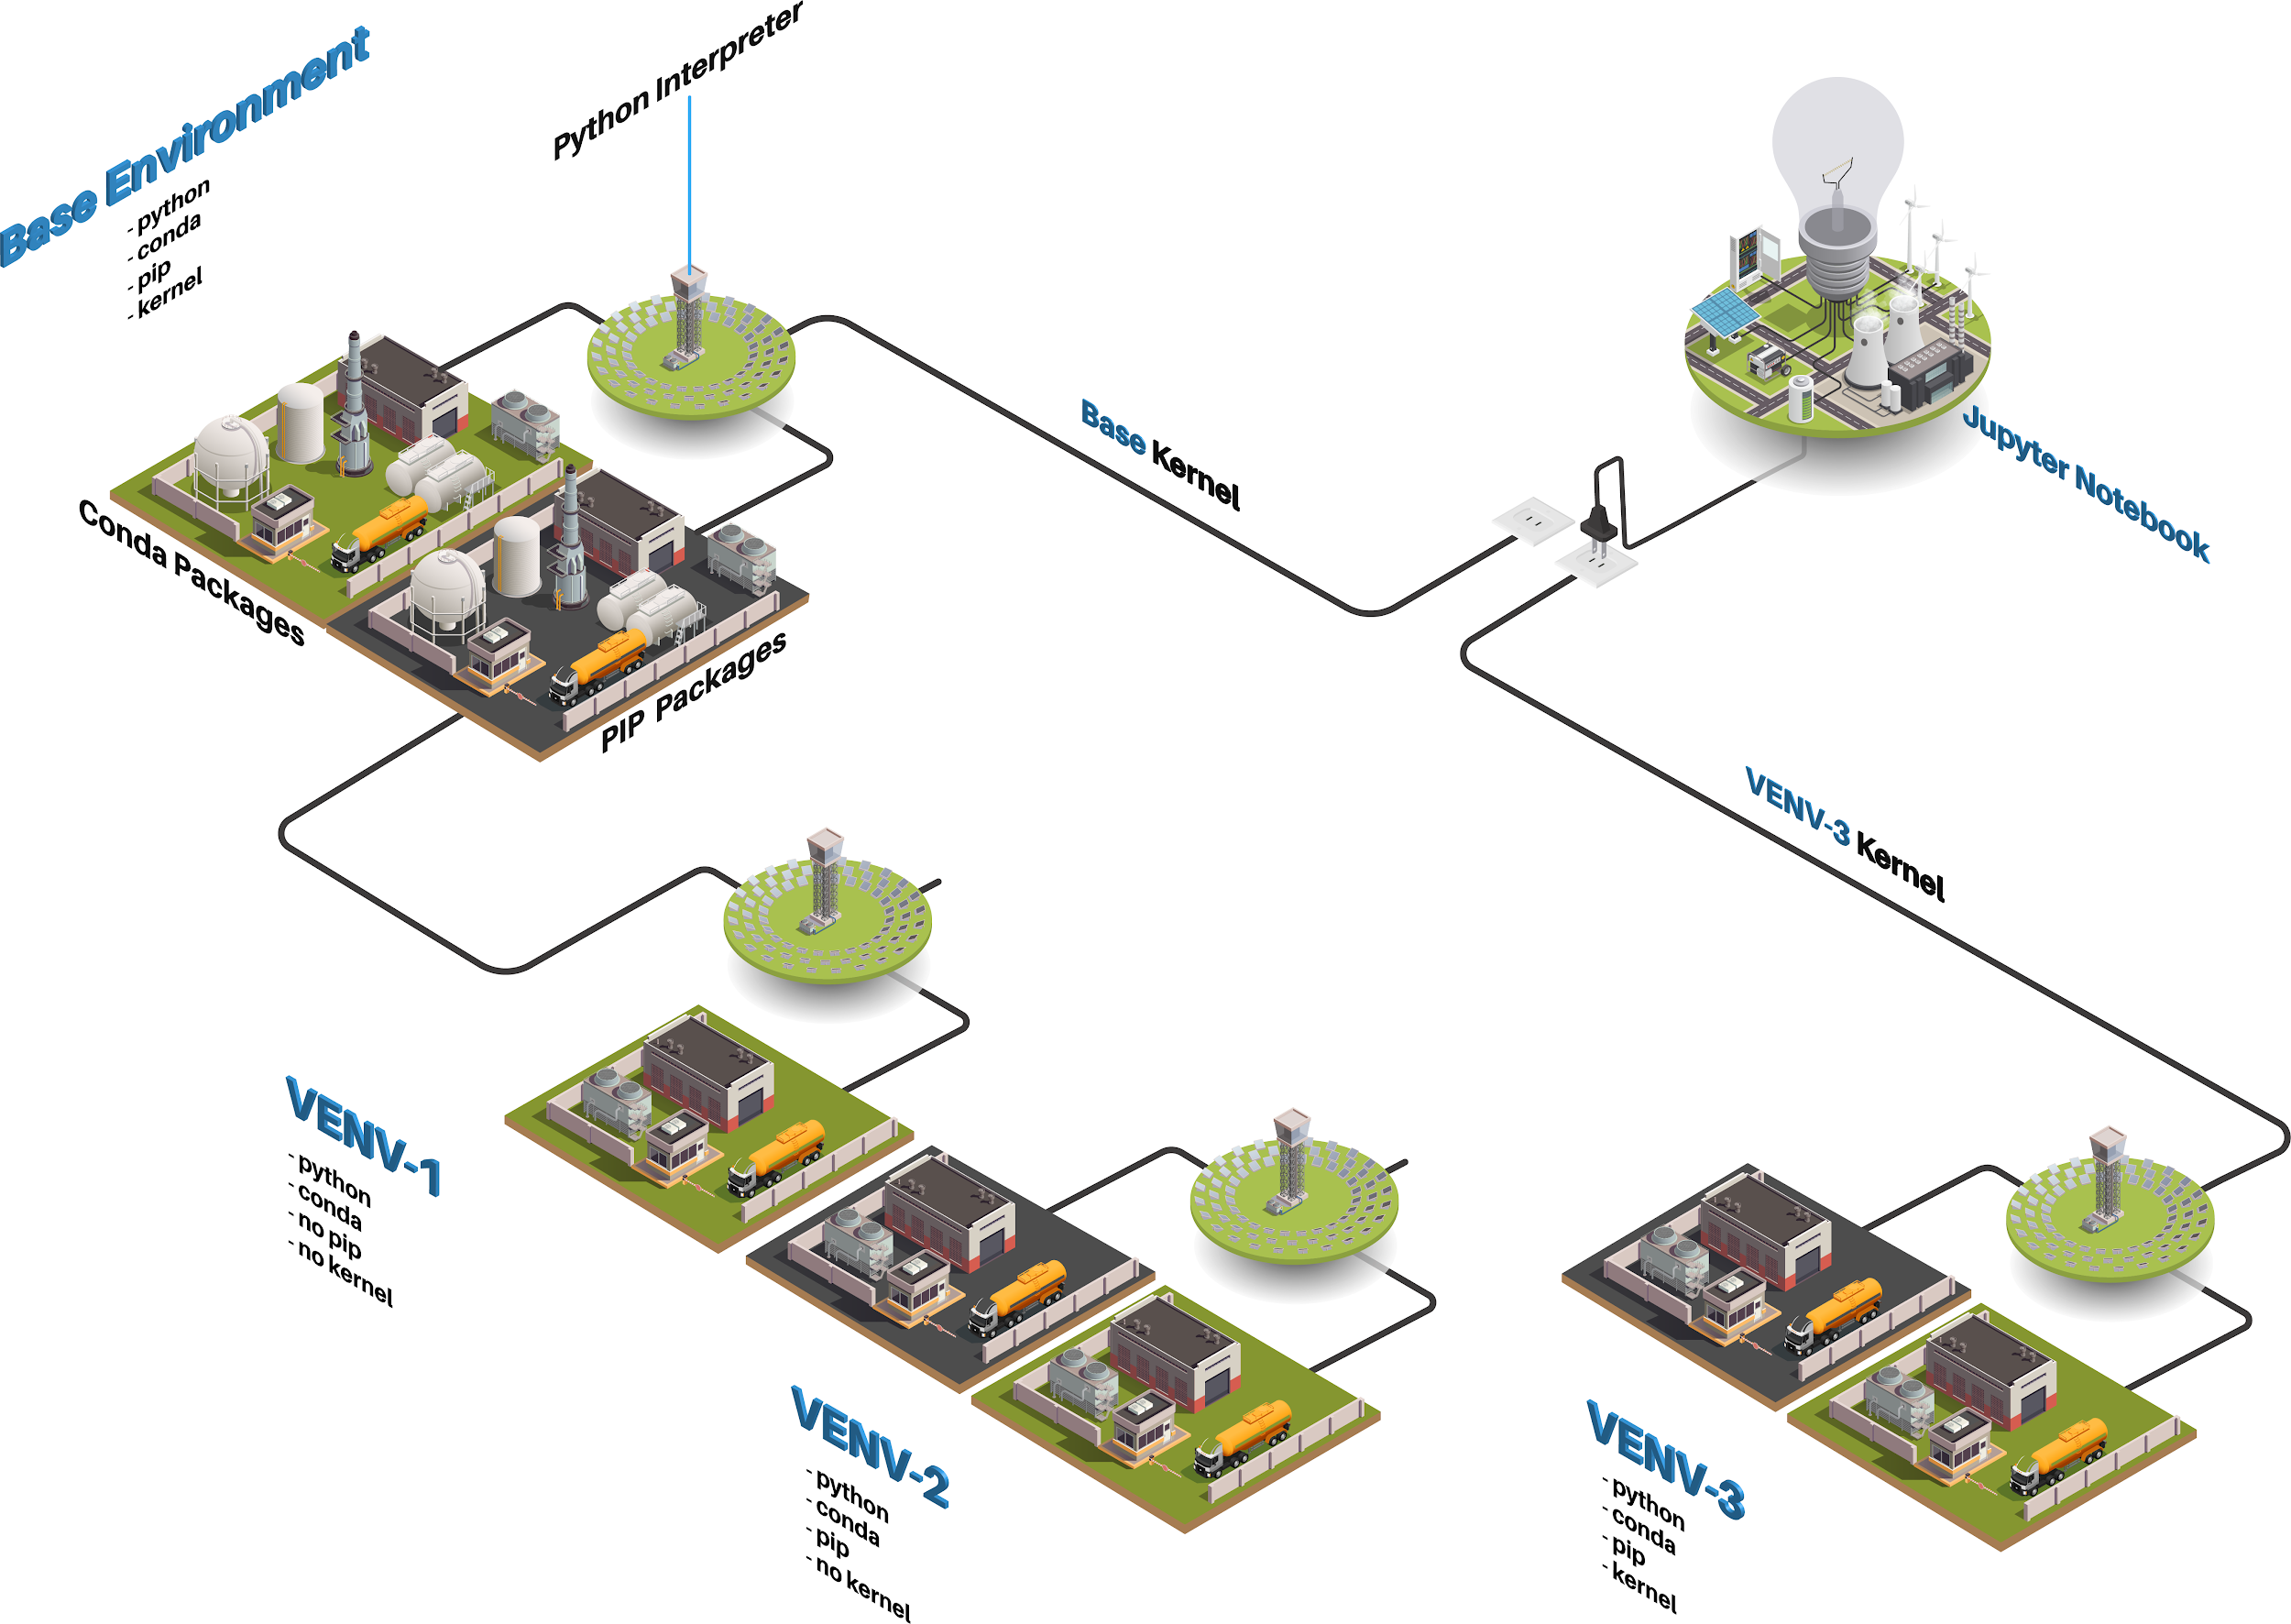 Base Environment
- python
- conda
- pip
- kernel
Python Interpreter
Conda Packages
PIP Packages
Base Kernel
Jupyter Notebook
VENV-3 Kernel
VENV-1
- python
- conda
- no pip
- no kernel
VENV-2
- python
- conda
- pip
- no kernel
VENV-3
- python
- conda
- pip
- kernel